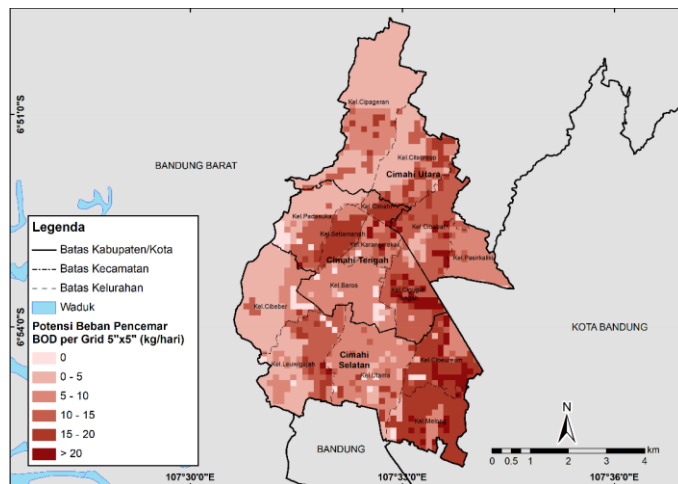 6°51'0"S
6°54'0"S
107°30'0"E
107°33'0"E
107°36'0"E
BANDUNG BARAT
KOTA BANDUNG
BANDUNG
Kel.Cipageran
Kel.Citeureup
Cimahi Utara
Kel.Cimahi
Kel.Padasuka
Kel.Cibabat
Kel.Setiamanah
Kel.Karangmekar
Kel.Pasirkaliki
Cimahi Tengah
Kel.Baros
Kel.Cibeber
Kel.Cibeureum
Cimahi
Selatan
Kel.Leuwigajah
Kel.Utama
Kel.Melong
Legenda
Batas Kabupaten/Kota
Batas Kecamatan
Batas Kelurahan
Waduk
Potensi Beban Pencemar
BOD per Grid 5"x5" (kg/hari)
0
0 - 5
5 - 10
10 - 15
15 - 20
> 20
N
km
0 0.5 1 2 3 4